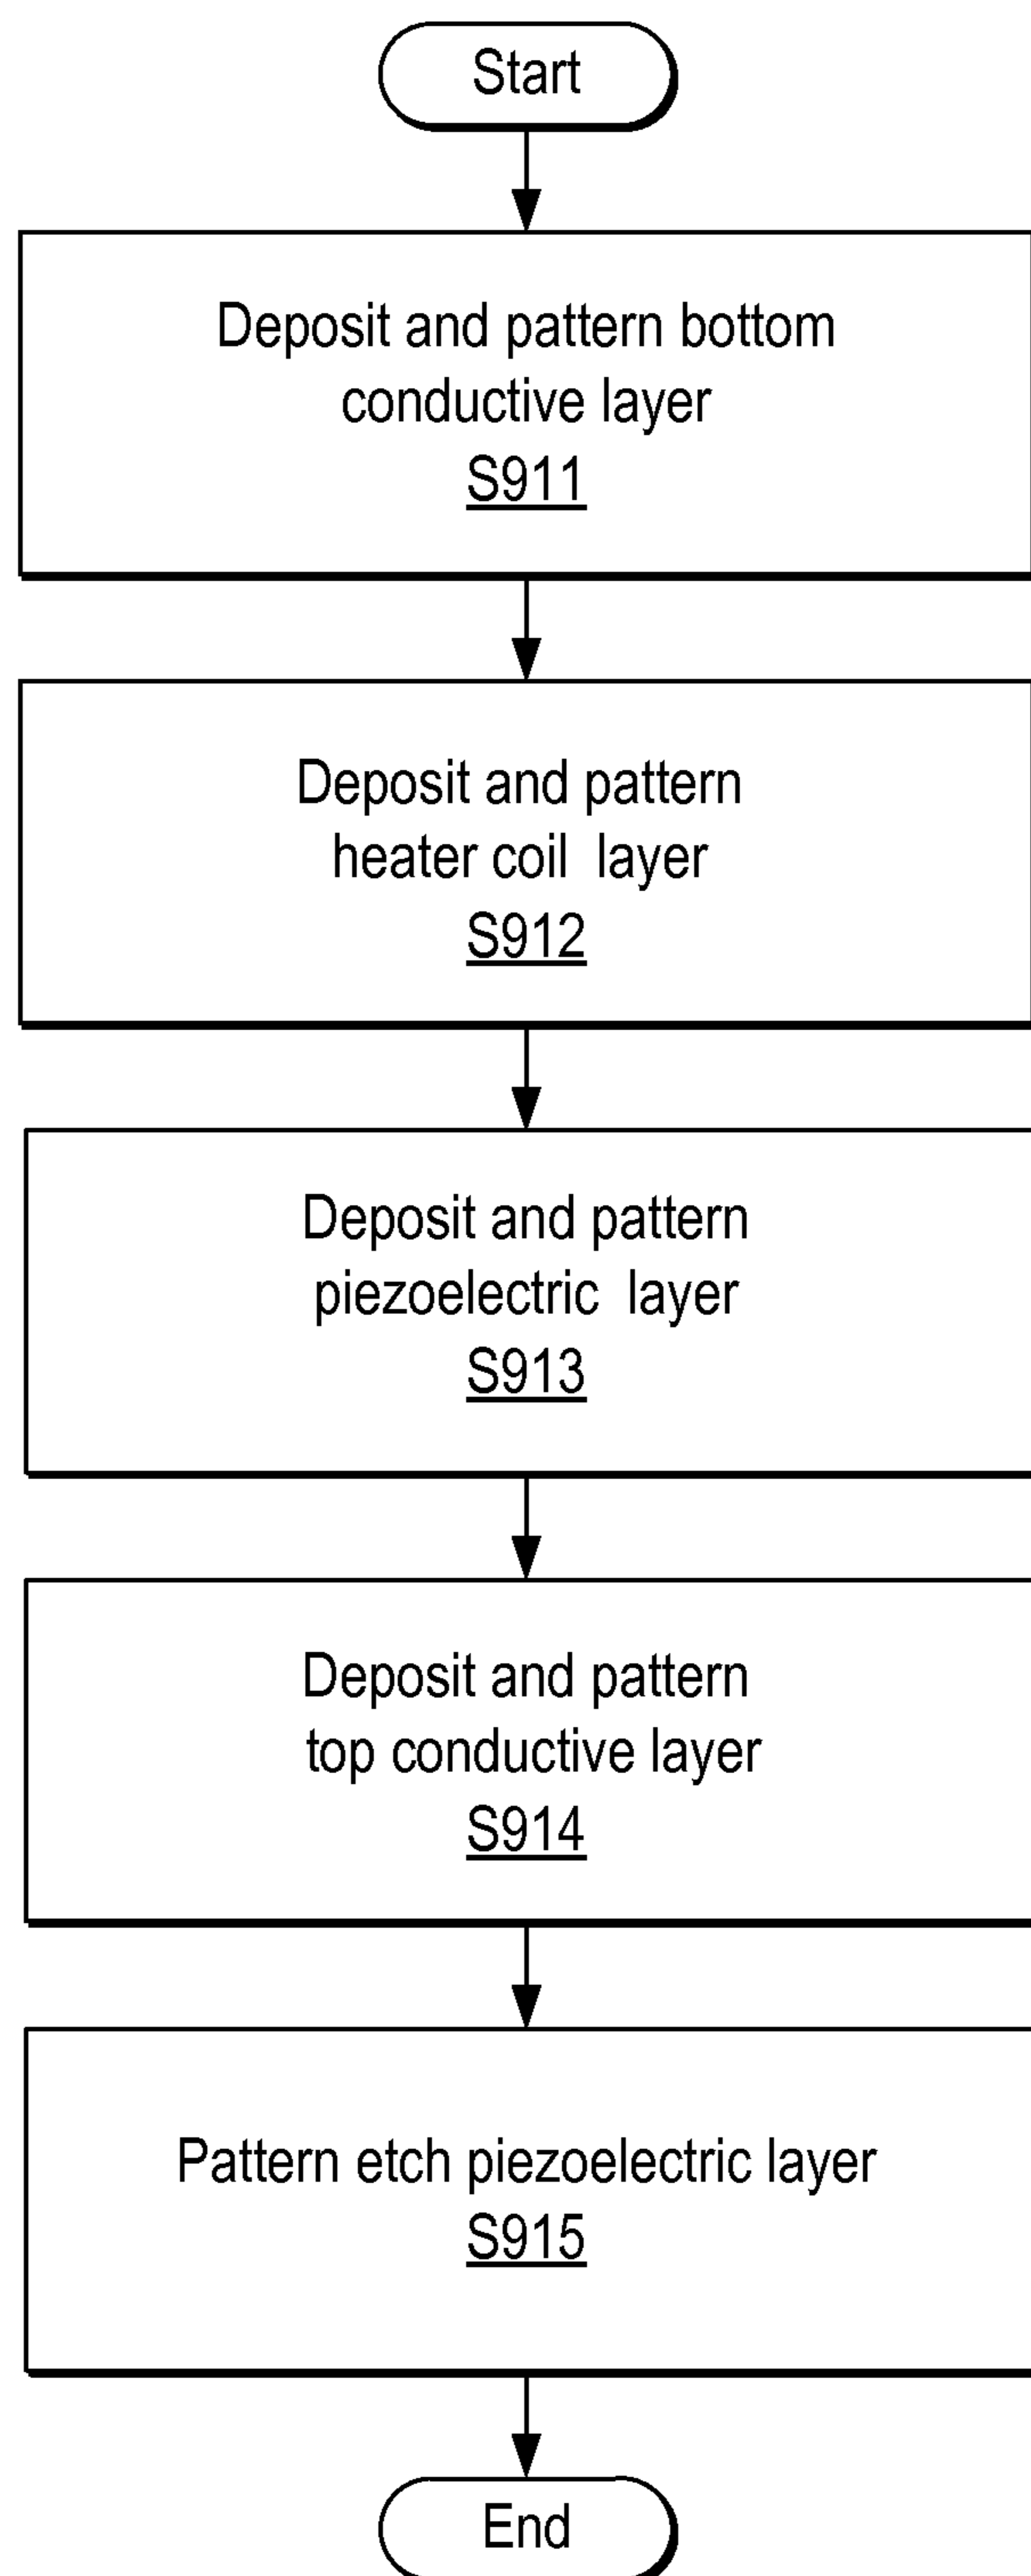 Start
Deposit and pattern bottom
conductive layer
S911
Deposit and pattern
heater coil layer
S912
Deposit and pattern
piezoelectric layer
S913
Deposit and pattern
top conductive layer
S914
Pattern etch piezoelectric layer
S915
End